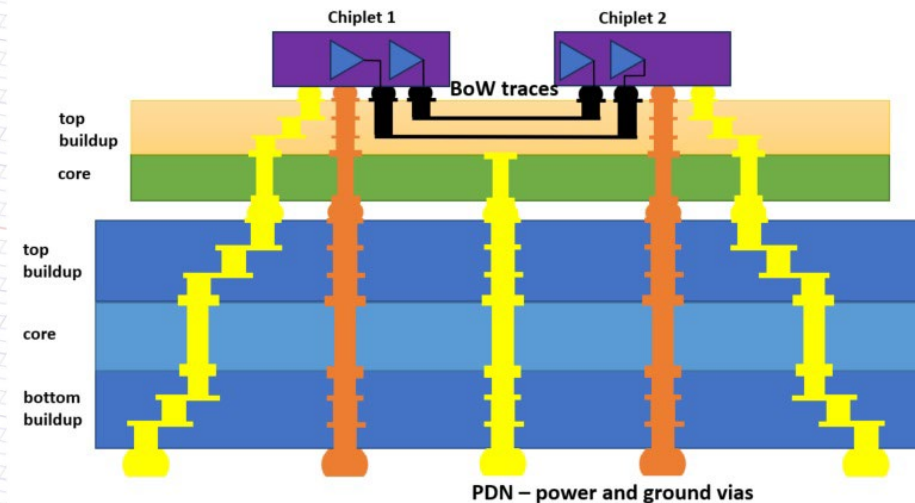 Chiplet 1
Chiplet 2
BoW traces
top
buildup
core
top
buildup
core
bottom
buildup
PDN – power and ground vias